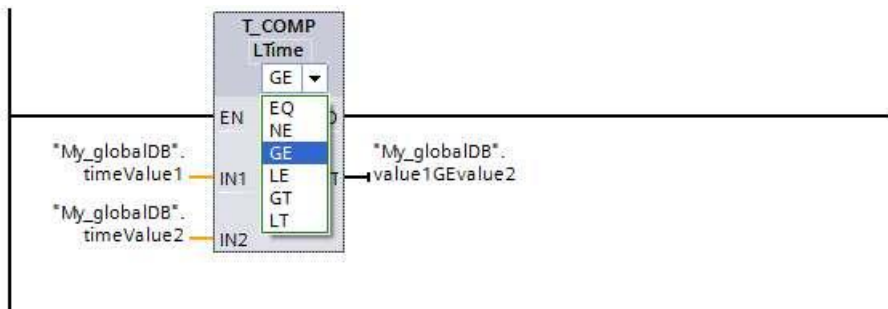 T_COMP
LTime
GE
EN
EQ
NE
GE
LE
GT
LT
"My_globalDB".
timeValue1
IN1
"My_globalDB".
value1GEvalue2
"My_globalDB".
timeValue2
IN2